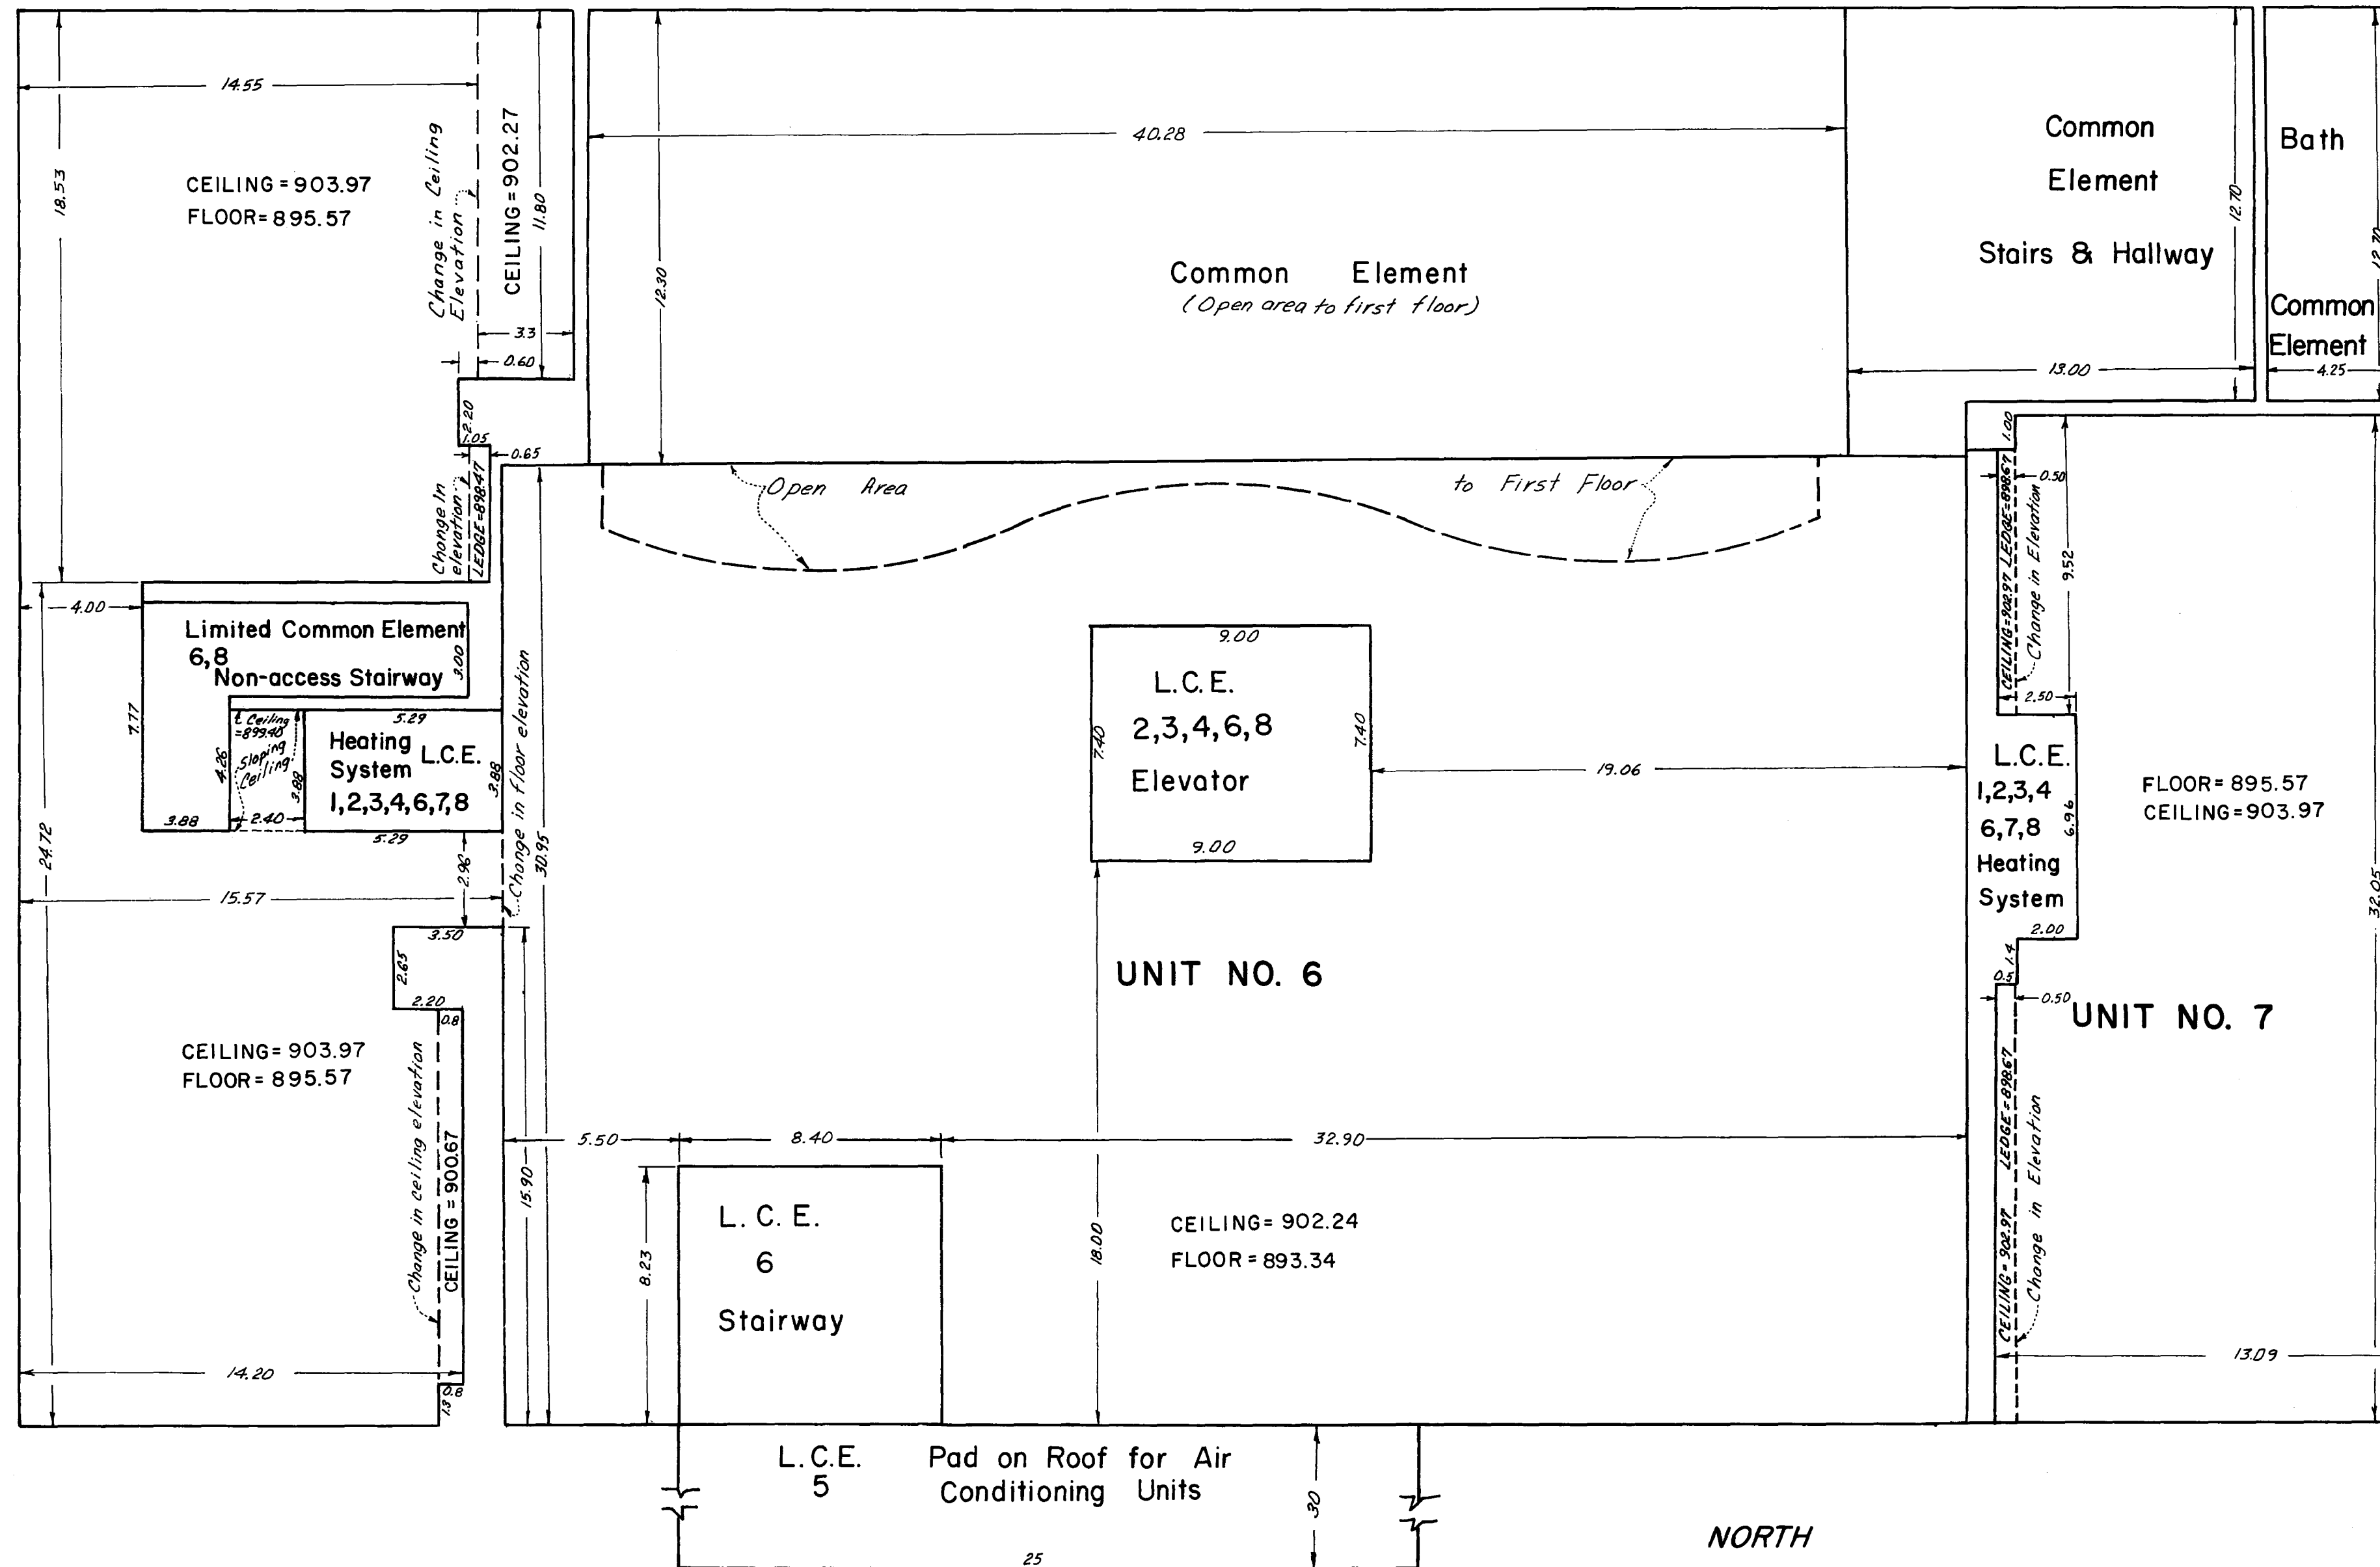 14.55
18.53
CEILING = 903.97
FLOOR = 895.57
Change in Ceiling
Elevation
CEILING = 902.27
11.80
3.3
0.60
2.20
1.05
0.65
Change In
elevation
LEDGE=898.47
40.28
12.30
Common Element
(Open area to first floor)
Common
Element
Stairs & Hallway
12.70
13.00
Bath
Common
Element
12.70
4.25
Open Area
to First Floor
4.00
Limited Common Element
6,8
Non-access Stairway
3.00
7.77
24.72
Ceiling
=899.40
Sloping
Ceiling
4.26
3.88
2.40
3.88
5.29
Heating
System L.C.E.
1,2,3,4,6,7,8
3.88
5.29
2.96
Change in floor elevation
30.95
15.57
3.50
2.65
2.20
0.8
CEILING = 903.97
FLOOR = 895.57
Change in ceiling elevation
CEILING = 900.67
14.20
0.8
1.3
15.90
9.00
L.C.E.
2,3,4,6,8
Elevator
7.40
7.40
9.00
19.06
UNIT NO. 6
18.00
5.50
8.40
32.90
8.23
L. C. E.
6
Stairway
CEILING = 902.24
FLOOR = 893.34
1.00
0.50
CEILING=902.97 LEDGE=898.67
Change in Elevation
9.52
2.50
L.C.E.
1,2,3,4
6,7,8
Heating
System
6.96
2.00
1.4
0.5
0.50
FLOOR = 895.57
CEILING = 903.97
32.05
UNIT NO. 7
CEILING = 902.97 LEDGE = 898.67
Change in Elevation
13.09
L.C.E. Pad on Roof for Air
5 Conditioning Units
30
25
NORTH